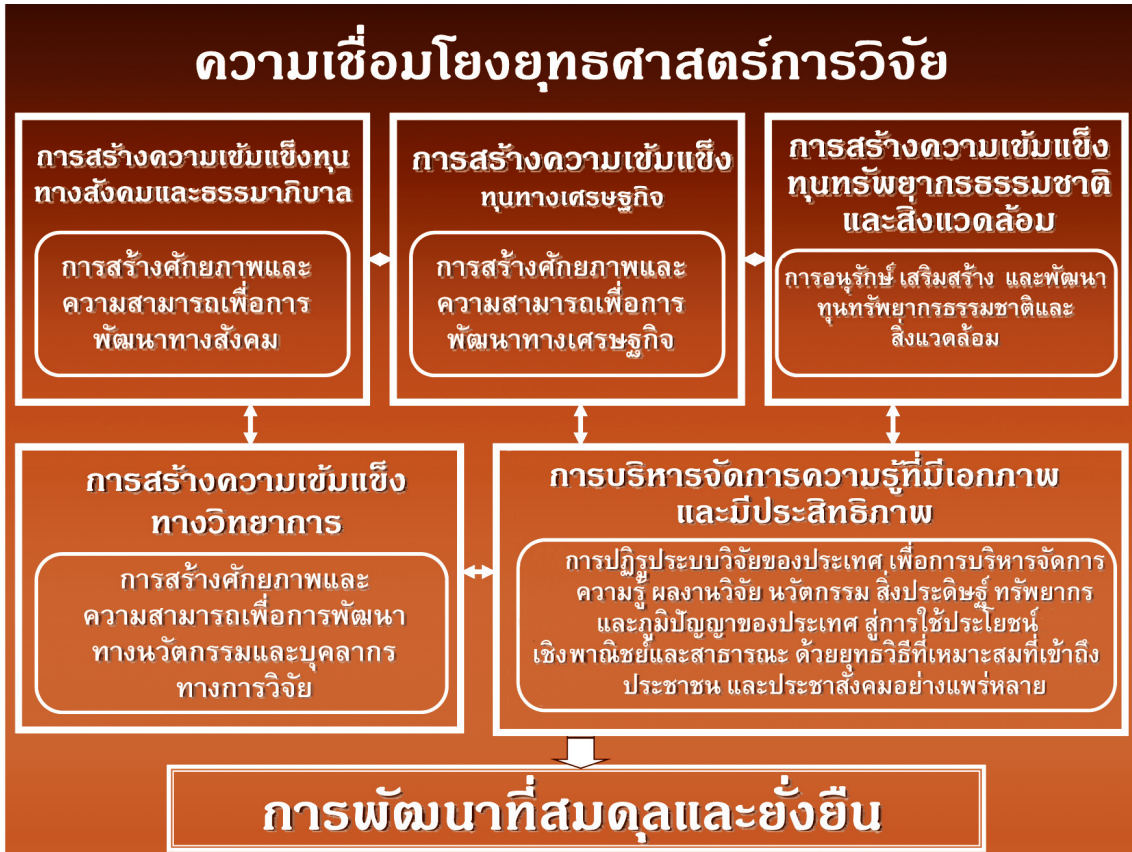 ความเชื่อมโยงยุทธศาสตร์การวิจัย
การสร้างความเข้มแข็งทุน
ทางสังคมและธรรมาภิบาล
การสร้างศักยภาพและ
ความสามารถเพื่อการ
พัฒนาทางสังคม
การสร้างความเข้มแข็ง
ทุนทางเศรษฐกิจ
การสร้างศักยภาพและ
ความสามารถเพื่อการ
พัฒนาทางเศรษฐกิจ
การสร้างความเข้มแข็ง
ทุนทรัพยากรธรรมชาติ
และสิ่งแวดล้อม
การอนุรักษ์ เสริมสร้าง และพัฒนา
ทุนทรัพยากรธรรมชาติและ
สิ่งแวดล้อม
การสร้างความเข้มแข็ง
ทางวิทยาการ
การสร้างศักยภาพและ
ความสามารถเพื่อการพัฒนา
ทางนวัตกรรมและบุคลากร
ทางการวิจัย
การบริหารจัดการความรู้ที่มีเอกภาพ
และมีประสิทธิภาพ
การปฏิรูประบบวิจัยของประเทศ เพื่อการบริหารจัดการ
ความรู้ ผลงานวิจัย นวัตกรรม สิ่งประดิษฐ์ ทรัพยากร
และภูมิปัญญาของประเทศ สู่การใช้ประโยชน์
เชิงพาณิชย์และสาธารณะ ด้วยยุทธวิธีที่เหมาะสมที่เข้าถึง
ประชาชน และประชาสังคมอย่างแพร่หลาย
การพัฒนาที่สมดุลและยั่งยืน